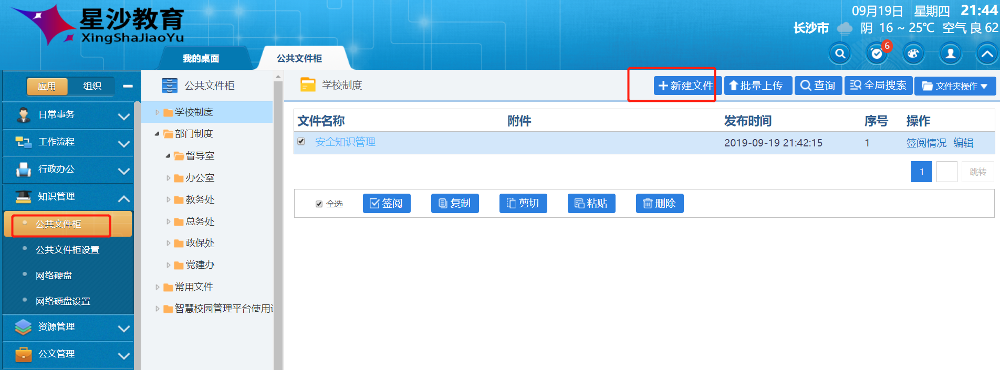 星沙教育
XingShaJiaoYu
09月19日 星期四 21:44
长沙市 阴 16 ~ 25℃ 空气 良 62
6
我的桌面
公共文件柜
应用
组织
日常事务
工作流程
行政办公
知识管理
公共文件柜
公共文件柜设置
网络硬盘
网络硬盘设置
资源管理
公文管理
公共文件柜
学校制度
部门制度
督导室
办公室
教务处
总务处
政保处
党建办
常用文件
智慧校园管理平台使用
学校制度
新建文件
批量上传
查询
全局搜索
文件夹操作
文件名称 附件 发布时间 序号 操作
安全知识管理 2019-09-19 21:42:15 1 签阅情况 编辑
1 跳转
全选 签阅 复制 剪切 粘贴 删除